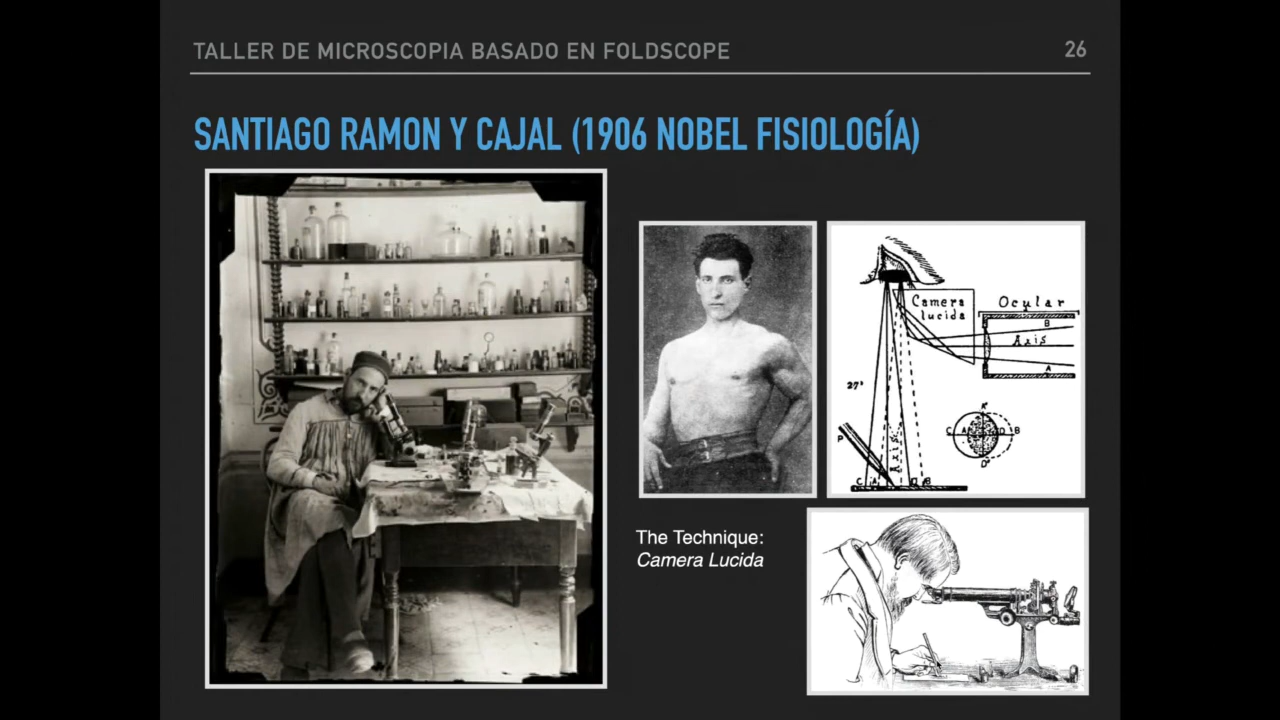 TALLER DE MICROSCOPIA BASADO EN FOLDSCOPE
26
SANTIAGO RAMON Y CAJAL (1906 NOBEL FISIOLOGÍA)
Camera
lucida
Ocular
B
Axis
A
27"
P
A'
C A D B
D'
C A D B
The Technique:
Camera Lucida